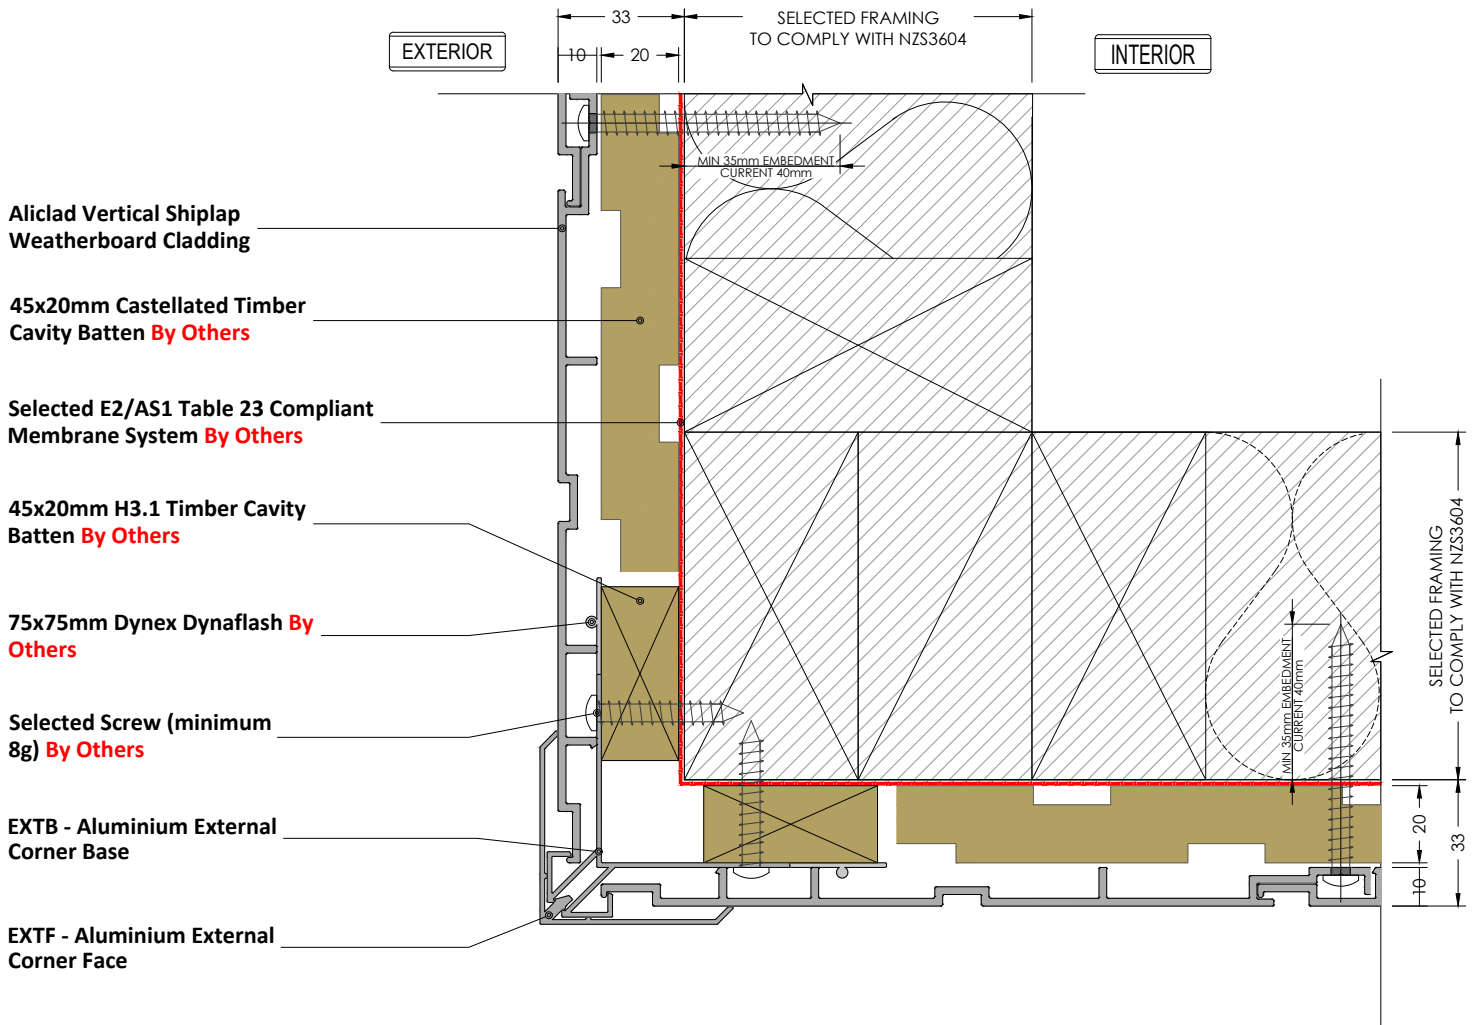 33
SELECTED FRAMING
TO COMPLY WITH NZS3604
EXTERIOR
10
20
INTERIOR
MIN 35mm EMBEDMENT
CURRENT 40mm
Aliclad Vertical Shiplap
Weatherboard Cladding
45x20mm Castellated Timber
Cavity Batten By Others
Selected E2/AS1 Table 23 Compliant
Membrane System By Others
45x20mm H3.1 Timber Cavity
Batten By Others
75x75mm Dynex Dynaflash By
Others
Selected Screw (minimum
8g) By Others
EXTB - Aluminium External
Corner Base
EXTF - Aluminium External
Corner Face
MIN 35mm EMBEDMENT
CURRENT 40mm
SELECTED FRAMING
TO COMPLY WITH NZS3604
20
33
10